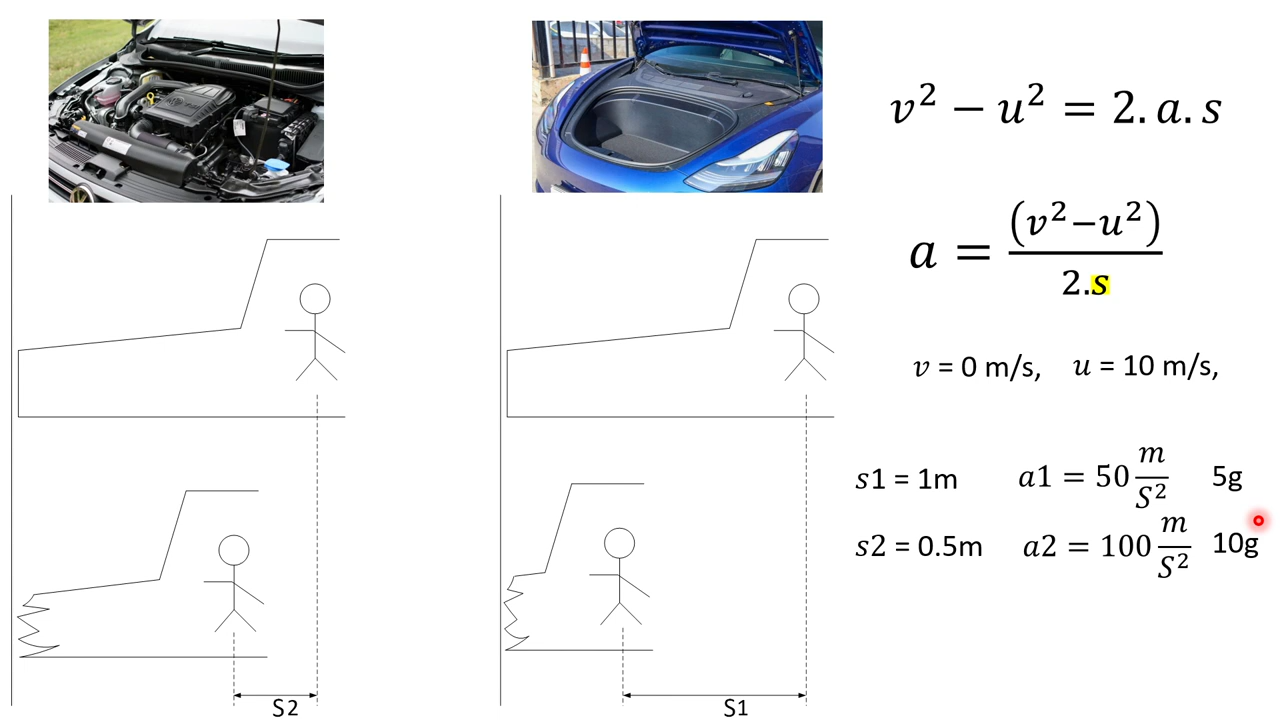 v² − u² = 2. a. s
a = (v²−u²) / 2.s
v = 0 m/s,   u = 10 m/s,
s1 = 1m   a1 = 50 m/S²   5g
s2 = 0.5m   a2 = 100 m/S²   10g
S2
S1